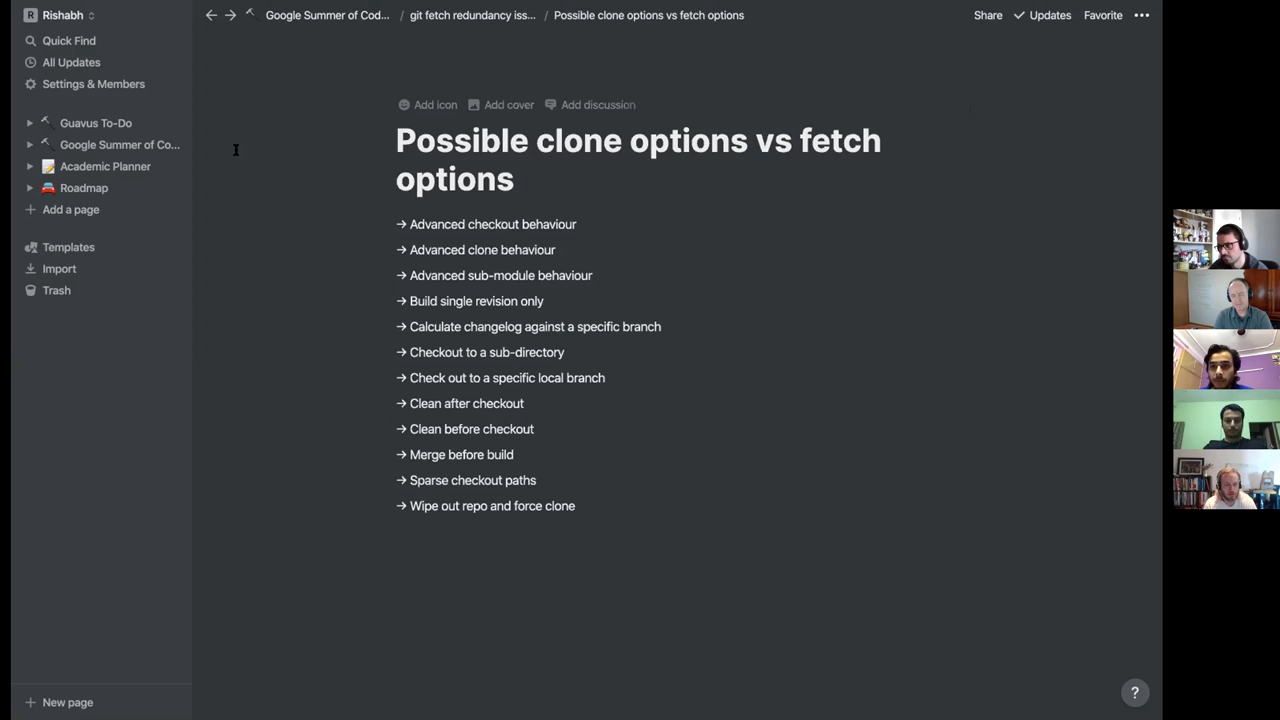 R Rishabh
Quick Find
All Updates
Settings & Members
Guavus To-Do
Google Summer of Co...
Academic Planner
Roadmap
Add a page
Templates
Import
Trash
New page
Google Summer of Cod... / git fetch redundancy iss... / Possible clone options vs fetch options
Share Updates Favorite
Add icon Add cover Add discussion
Possible clone options vs fetch
options
→ Advanced checkout behaviour
→ Advanced clone behaviour
→ Advanced sub-module behaviour
→ Build single revision only
→ Calculate changelog against a specific branch
→ Checkout to a sub-directory
→ Check out to a specific local branch
→ Clean after checkout
→ Clean before checkout
→ Merge before build
→ Sparse checkout paths
→ Wipe out repo and force clone
?